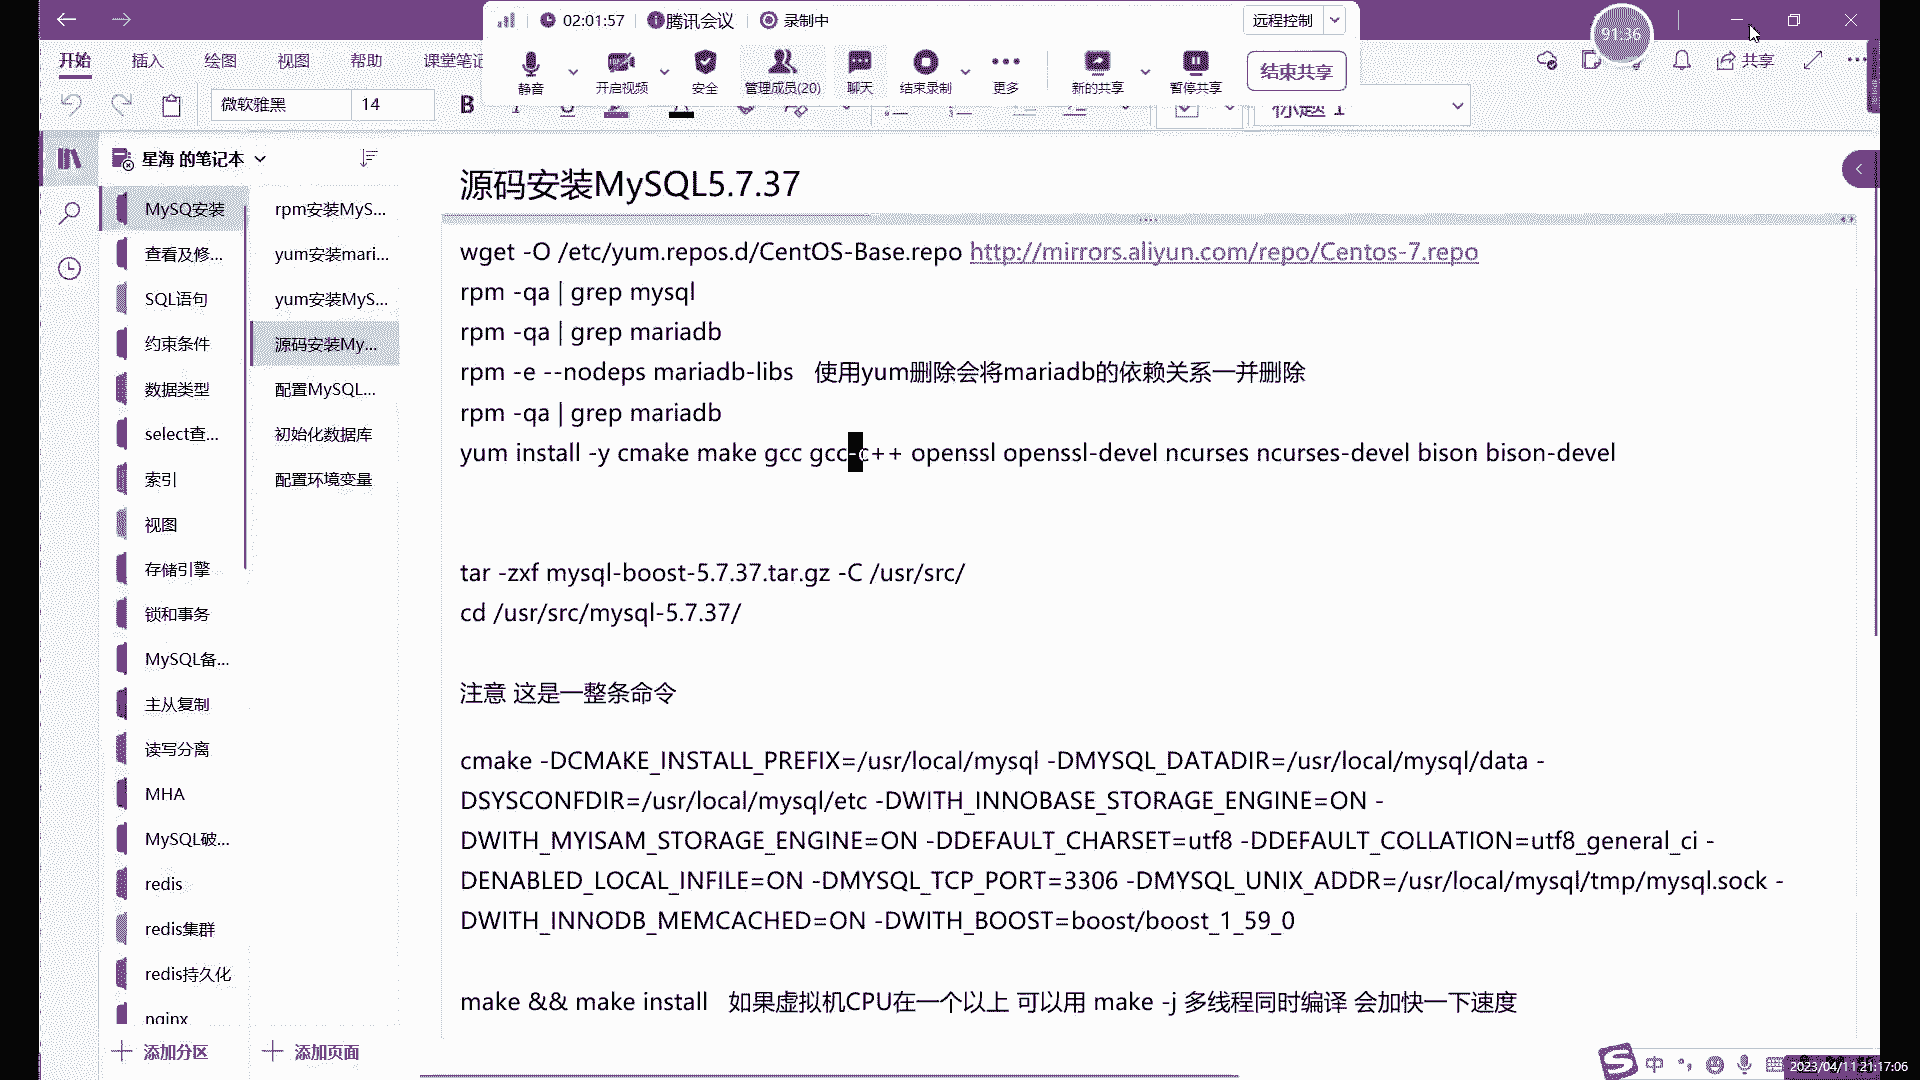 02:01:57 腾讯会议 录制中 远程控制
91:36
开始 插入 绘图 视图 帮助 课堂笔记
静音 开启视频 安全 管理成员(20) 聊天 结束录制 更多 新的共享 暂停共享 结束共享
共享
微软雅黑 14 B 标题 1
星海 的笔记本
MySQ安装
查看及修...
SQL语句
约束条件
数据类型
select查...
索引
视图
存储引擎
锁和事务
MySQL备...
主从复制
读写分离
MHA
MySQL破...
redis
redis集群
redis持久化
nginx
添加分区
rpm安装MyS...
yum安装mari...
yum安装MyS...
源码安装My...
配置MySQL...
初始化数据库
配置环境变量
添加页面
源码安装MySQL5.7.37
wget -O /etc/yum.repos.d/CentOS-Base.repo http://mirrors.aliyun.com/repo/Centos-7.repo
rpm -qa | grep mysql
rpm -qa | grep mariadb
rpm -e --nodeps mariadb-libs 使用yum删除会将mariadb的依赖关系一并删除
rpm -qa | grep mariadb
yum install -y cmake make gcc gcc-c++ openssl openssl-devel ncurses ncurses-devel bison bison-devel
tar -zxf mysql-boost-5.7.37.tar.gz -C /usr/src/
cd /usr/src/mysql-5.7.37/
注意 这是一整条命令
cmake -DCMAKE_INSTALL_PREFIX=/usr/local/mysql -DMYSQL_DATADIR=/usr/local/mysql/data -
DSYSCONFDIR=/usr/local/mysql/etc -DWITH_INNOBASE_STORAGE_ENGINE=ON -
DWITH_MYISAM_STORAGE_ENGINE=ON -DDEFAULT_CHARSET=utf8 -DDEFAULT_COLLATION=utf8_general_ci -
DENABLED_LOCAL_INFILE=ON -DMYSQL_TCP_PORT=3306 -DMYSQL_UNIX_ADDR=/usr/local/mysql/tmp/mysql.sock -
DWITH_INNODB_MEMCACHED=ON -DWITH_BOOST=boost/boost_1_59_0
make && make install 如果虚拟机CPU在一个以上 可以用 make -j 多线程同时编译 会加快一下速度
中
2023/04/11 21:17:06